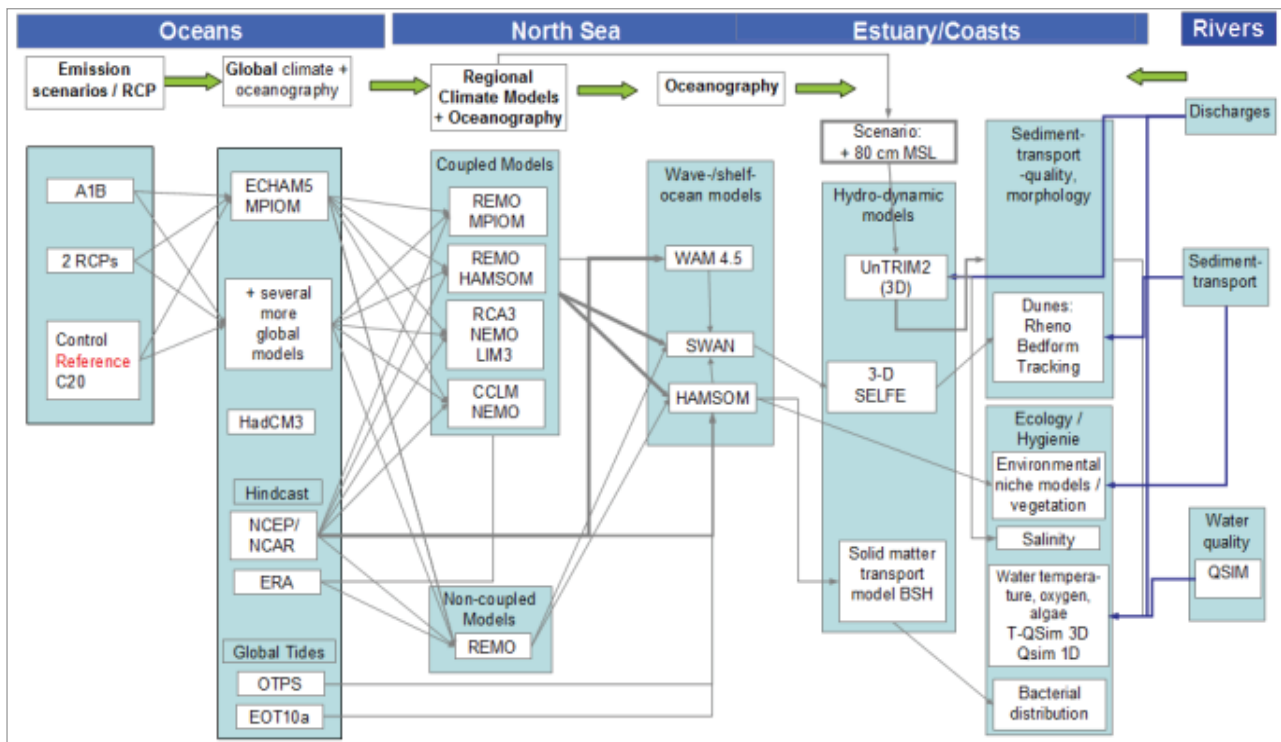 Oceans
North Sea
Estuary/Coasts
Rivers
Emission
scenarios / RCP
Global climate +
oceanography
Regional
Climate Models
+ Oceanography
Oceanography
A1B
2 RCPs
Control
Reference
C20
ECHAM5
MPIOM
+ several
more
global
models
HadCM3
Hindcast
NCEP/
NCAR
ERA
Global Tides
OTPS
EOT10a
Coupled Models
REMO
MPIOM
REMO
HAMSOM
RCA3
NEMO
LIM3
CCLM
NEMO
Non-coupled
Models
REMO
Wave-/shelf-
ocean models
WAM 4.5
SWAN
HAMSOM
Scenario:
+ 80 cm MSL
Hydro-dynamic
models
UnTRIM2
(3D)
3-D
SELFE
Solid matter
transport
model BSH
Sediment-
transport
-quality,
morphology
Dunes:
Rheno
Bedform
Tracking
Ecology /
Hygienie
Environmental
niche models /
vegetation
Salinity
Water tempera-
ture, oxygen,
algae
T-QSim 3D
Qsim 1D
Bacterial
distribution
Discharges
Sediment-
transport
Water
quality
QSIM